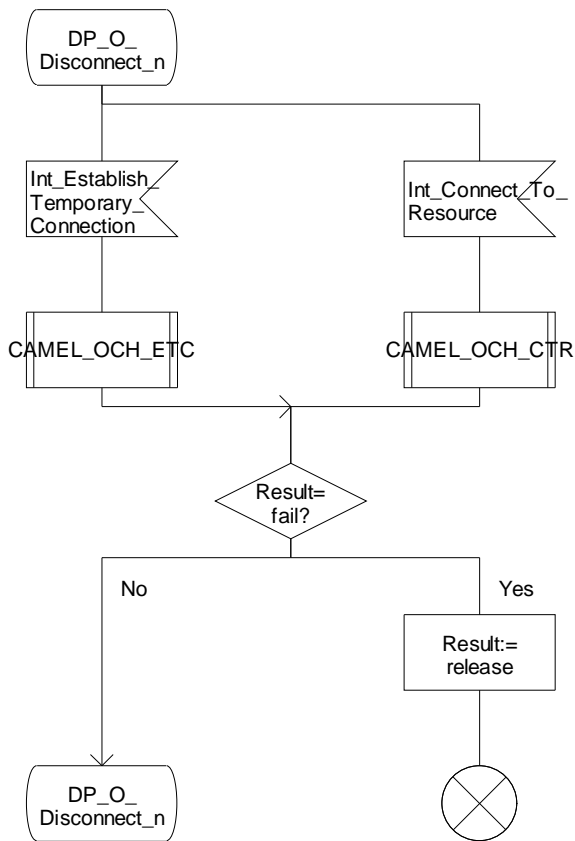 DP_O_
Disconnect_n
Int_Establish_
Temporary_
Connection
Int_Connect_To_
Resource
CAMEL_OCH_ETC
CAMEL_OCH_CTR
Result=
fail?
No
Yes
Result:=
release
DP_O_
Disconnect_n